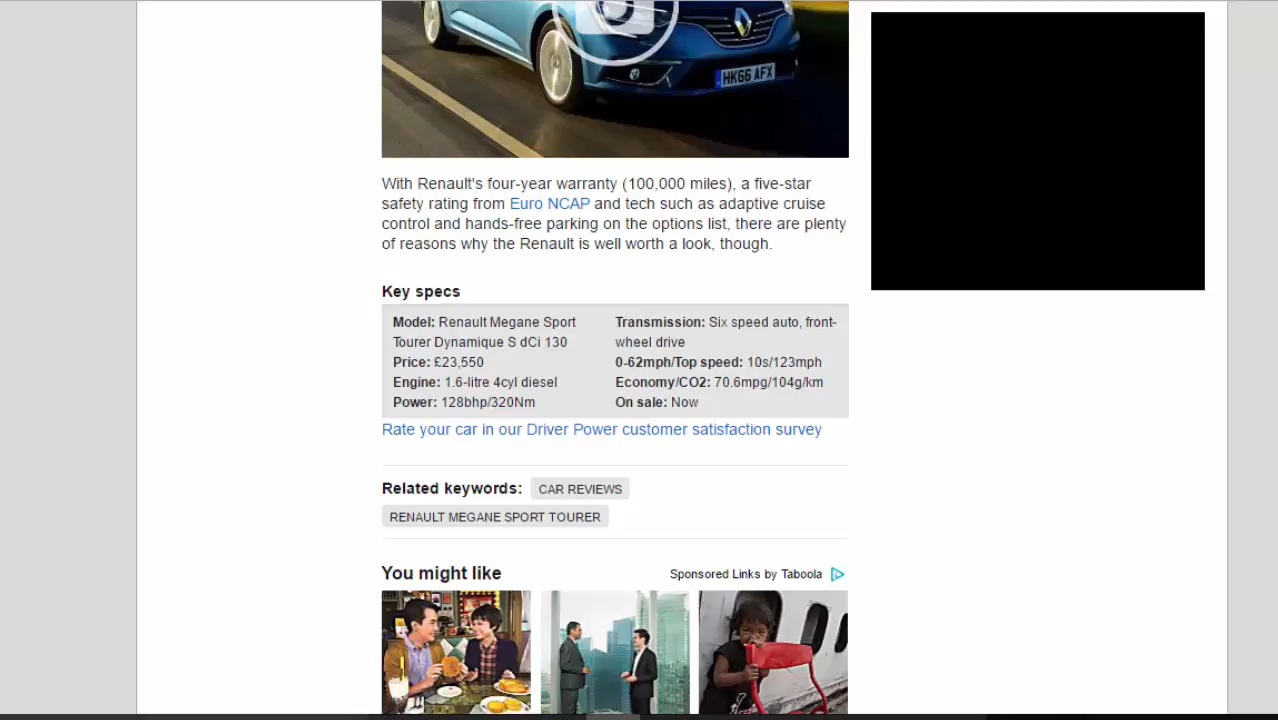 HK66 AFX
With Renault's four-year warranty (100,000 miles), a five-star
safety rating from Euro NCAP and tech such as adaptive cruise
control and hands-free parking on the options list, there are plenty
of reasons why the Renault is well worth a look, though.
Key specs
Model: Renault Megane Sport
Tourer Dynamique S dCi 130
Price: £23,550
Engine: 1.6-litre 4cyl diesel
Power: 128bhp/320Nm
Transmission: Six speed auto, front-
wheel drive
0-62mph/Top speed: 10s/123mph
Economy/CO2: 70.6mpg/104g/km
On sale: Now
Rate your car in our Driver Power customer satisfaction survey
Related keywords: CAR REVIEWS
RENAULT MEGANE SPORT TOURER
You might like
Sponsored Links by Taboola